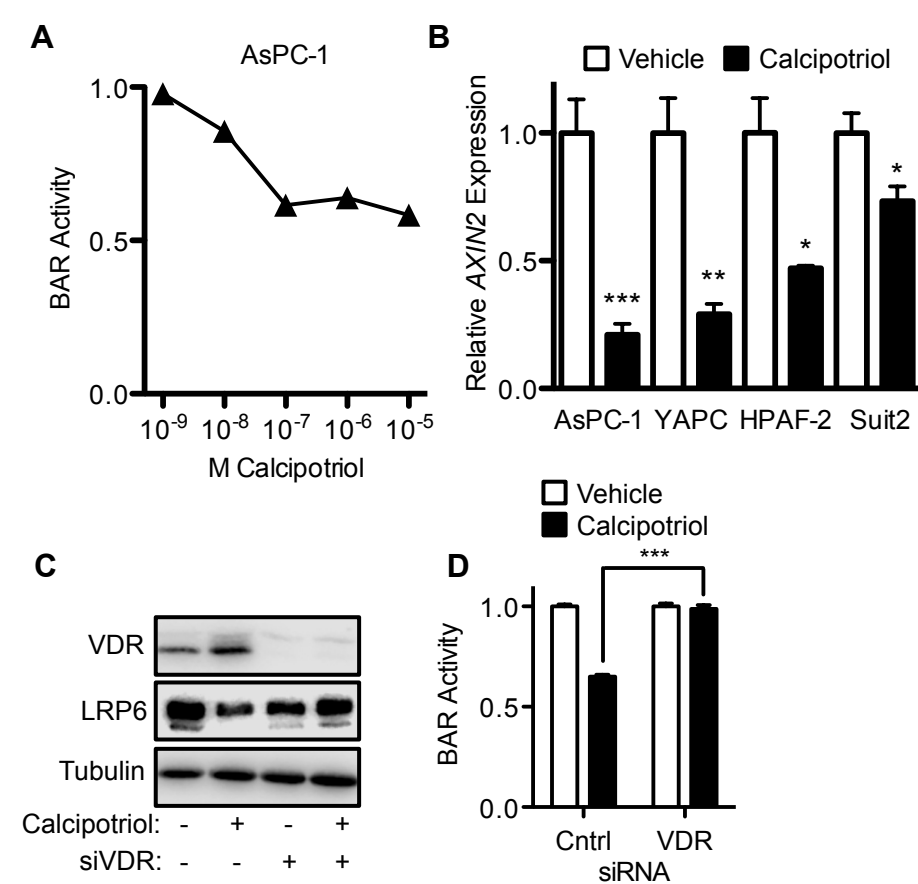 A
AsPC-1
BAR Activity
1.0
0.5
0.0
10-9 10-8 10-7 10-6 10-5
M Calcipotriol
B
Vehicle Calcipotriol
Relative AXIN2 Expression
1.0
0.5
0.0
***
**
*
*
AsPC-1 YAPC HPAF-2 Suit2
C
VDR
LRP6
Tubulin
Calcipotriol: - + - +
siVDR: - - + +
D
Vehicle
Calcipotriol
***
BAR Activity
1.0
0.5
0.0
Cntrl VDR
siRNA